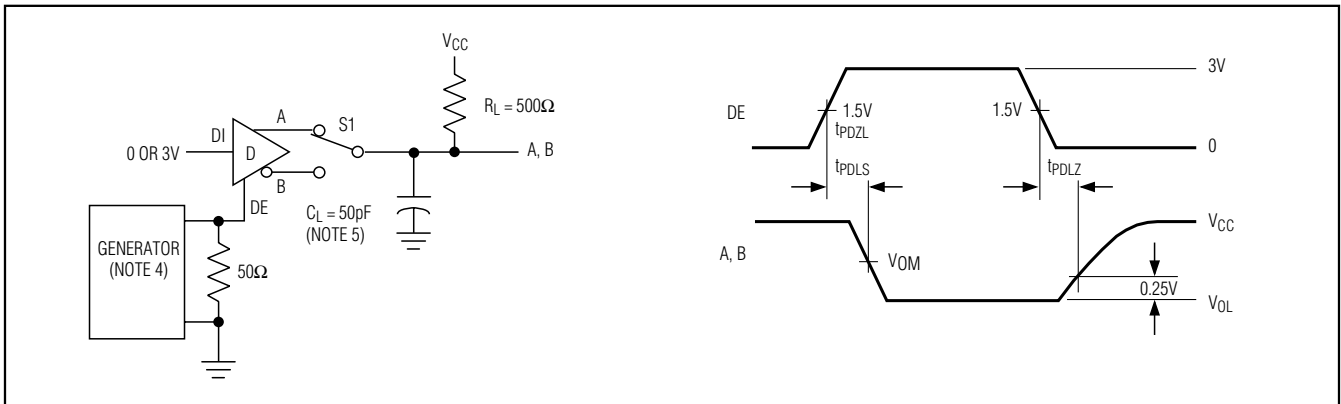 VCC
RL = 500Ω
A
S1
DI
0 OR 3V
D
A, B
B
DE
CL = 50pF
(NOTE 5)
GENERATOR
(NOTE 4)
50Ω
3V
DE
1.5V
1.5V
tPDZL
0
tPDLS
tPDLZ
VCC
A, B
VOM
0.25V
VOL